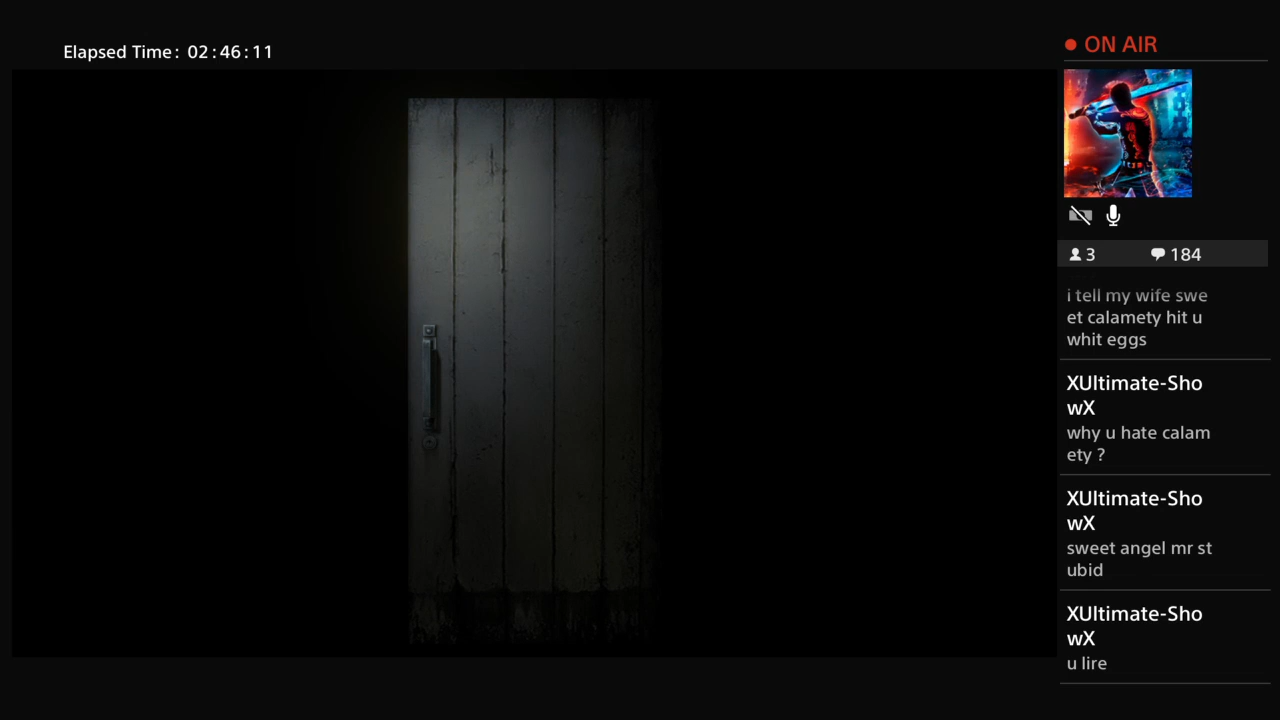 Elapsed Time: 02:46:11
ON AIR
3 184
i tell my wife swe
et calamety hit u
whit eggs
XUltimate-Sho
wX
why u hate calam
ety ?
XUltimate-Sho
wX
sweet angel mr st
ubid
XUltimate-Sho
wX
u lire